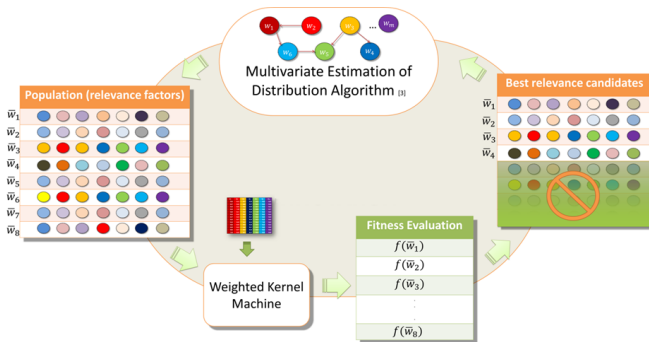 w1 w2 w3 ... wm
w6 w5 w4
Multivariate Estimation of
Distribution Algorithm [3]
Population (relevance factors)
w̅1
w̅2
w̅3
w̅4
w̅5
w̅6
w̅7
w̅8
Best relevance candidates
w̅1
w̅2
w̅3
w̅4
Weighted Kernel
Machine
Fitness Evaluation
f(w̅1)
f(w̅2)
f(w̅3)
.
.
.
f(w̅8)